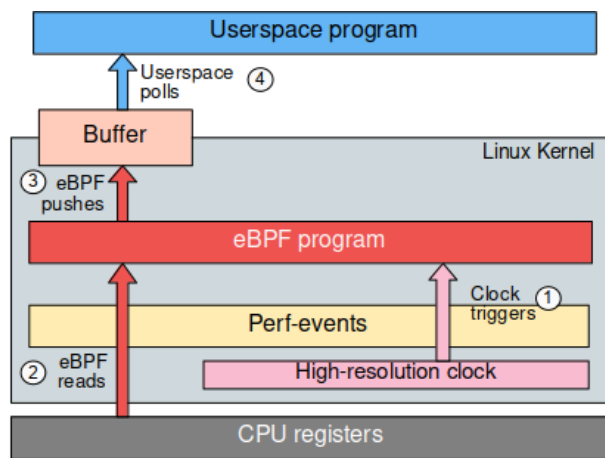 Userspace program
Userspace
polls
4
Buffer
Linux Kernel
3
eBPF
pushes
eBPF program
Clock
triggers
1
Perf-events
2
eBPF
reads
High-resolution clock
CPU registers